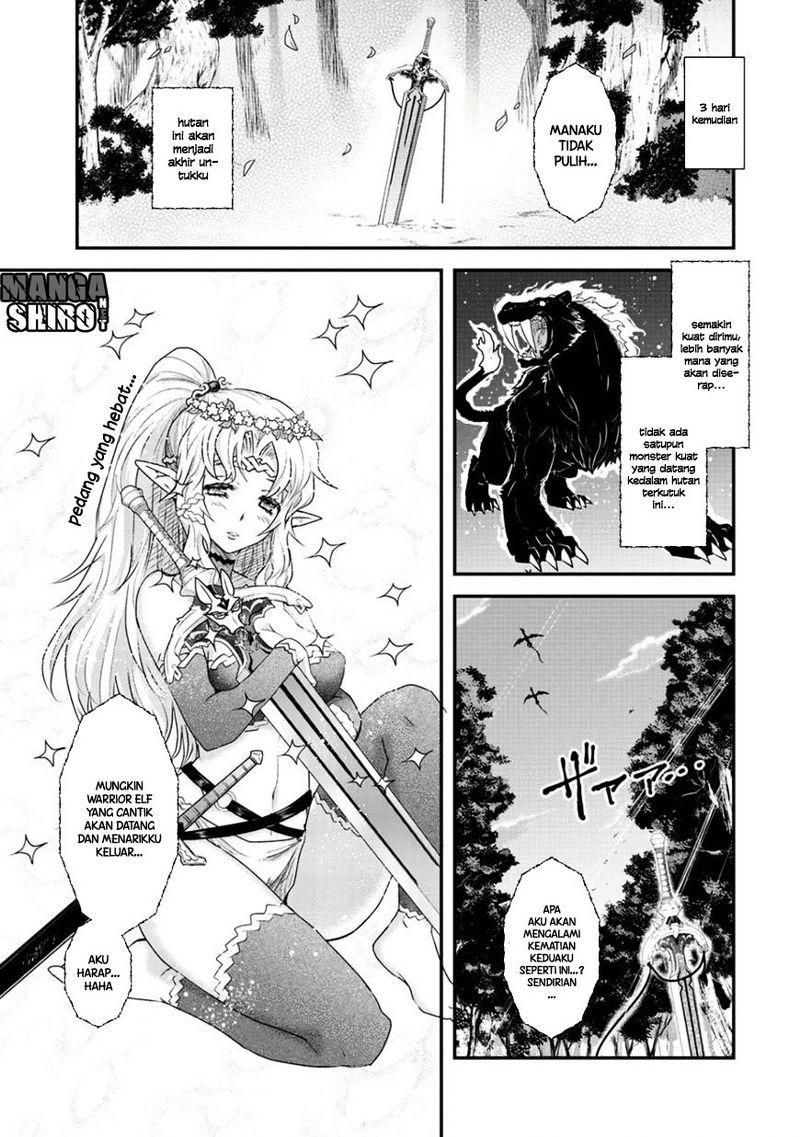 3 hari
kemudian
MANAKU
TIDAK
PULIH...
hutan
ini akan
menjadi
akhir un-
tukku
semakin
kuat dirimu,
lebih banyak
mana yang
akan dise-
rap...
tidak ada
satupun
monster kuat
yang datang
kedalam hutan
terkutuk
ini...
ザァァ・・・
APA
AKU AKAN
MENGALAMI
KEMATIAN
KEDUAKU
SEPERTI INI...?
SENDIRIAN
...
MANGA
SHIRO
NET
Pedang yang hebat...
MUNGKIN
WARRIOR ELF
YANG CANTIK
AKAN DATANG
DAN MENARIKKU
KELUAR...
AKU
HARAP...
HAHA